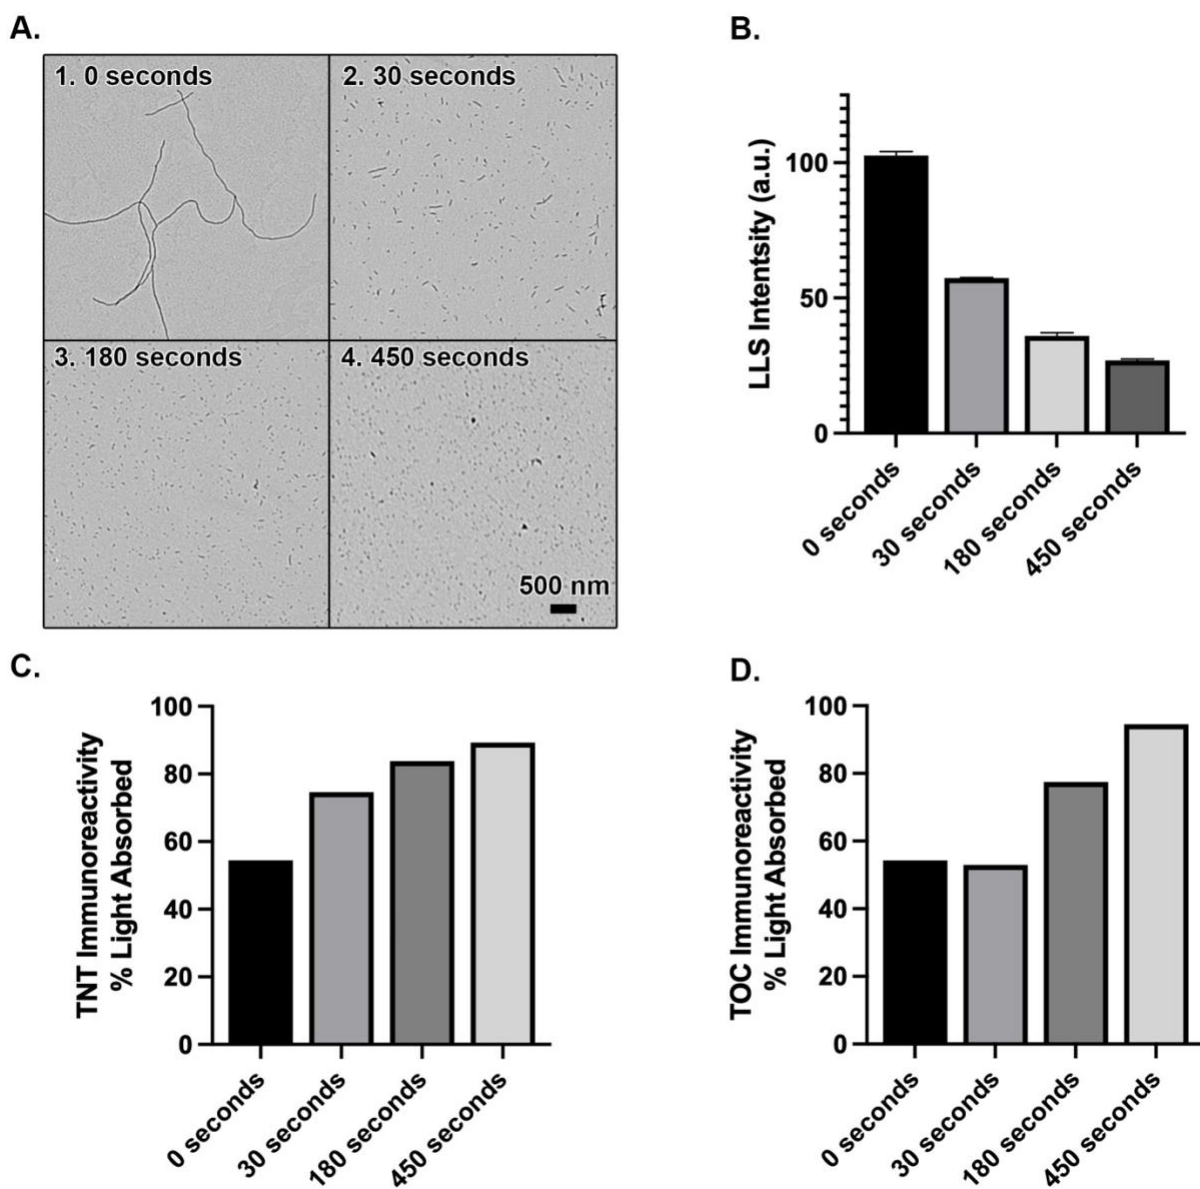 A.
1. 0 seconds
2. 30 seconds
3. 180 seconds
4. 450 seconds
500 nm
B.
LLS Intentsity (a.u.)
100
50
0
0 seconds
30 seconds
180 seconds
450 seconds
C.
TNT Immunoreactivity
% Light Absorbed
100
80
60
40
20
0
0 seconds
30 seconds
180 seconds
450 seconds
D.
TOC Immunoreactivity
% Light Absorbed
100
80
60
40
20
0
0 seconds
30 seconds
180 seconds
450 seconds